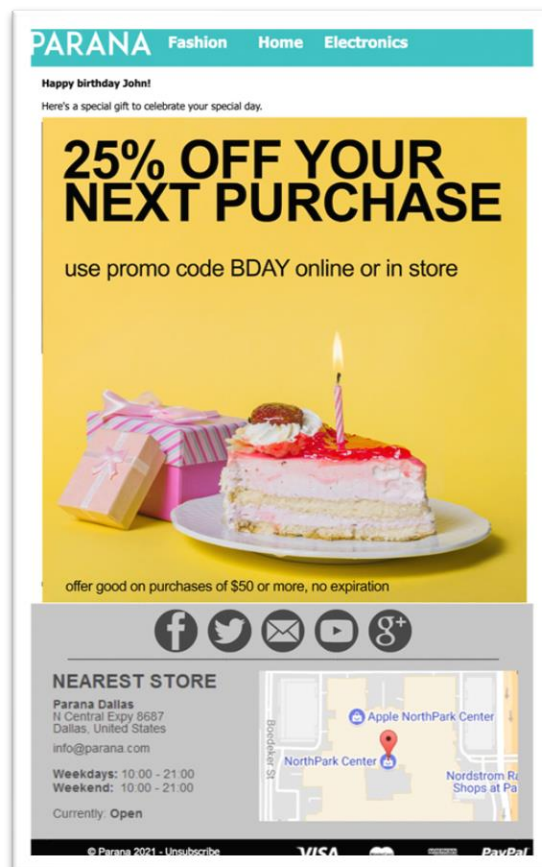 PARANA Fashion Home Electronics
Happy birthday John!
Here's a special gift to celebrate your special day.
25% OFF YOUR
NEXT PURCHASE
use promo code BDAY online or in store
offer good on purchases of $50 or more, no expiration
f g+
NEAREST STORE
Parana Dallas
N Central Expy 8687
Dallas, United States
info@parana.com
Weekdays: 10:00 - 21:00
Weekend: 10:00 - 21:00
Currently: Open
Apple NorthPark Center
Boedeker St
NorthPark Center
Nordstrom Ra
Shops at Pa
© Parana 2021 - Unsubscribe VISA PayPal